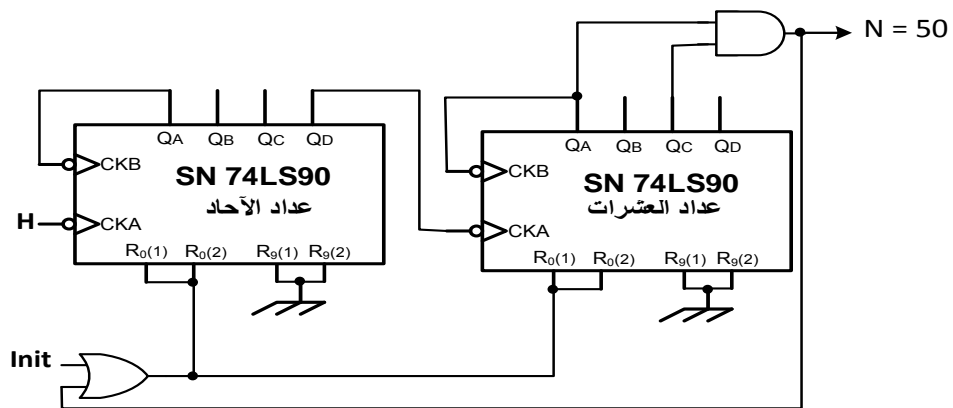 N = 50
QA QB QC QD
CKB
SN 74LS90
عداد الآحاد
H
CKA
R0(1) R0(2) R9(1) R9(2)
QA QB QC QD
CKB
SN 74LS90
عداد العشرات
CKA
R0(1) R0(2) R9(1) R9(2)
Init